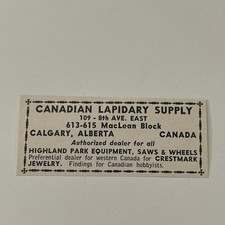 CANADIAN LAPIDARY SUPPLY
109 - 8th AVE. EAST
613-615 MacLean Block
CALGARY, ALBERTA CANADA
Authorized dealer for all
HIGHLAND PARK EQUIPMENT, SAWS & WHEELS
Preferential dealer for western Canada for CRESTMARK
JEWELRY. Findings for Canadian hobbyists.